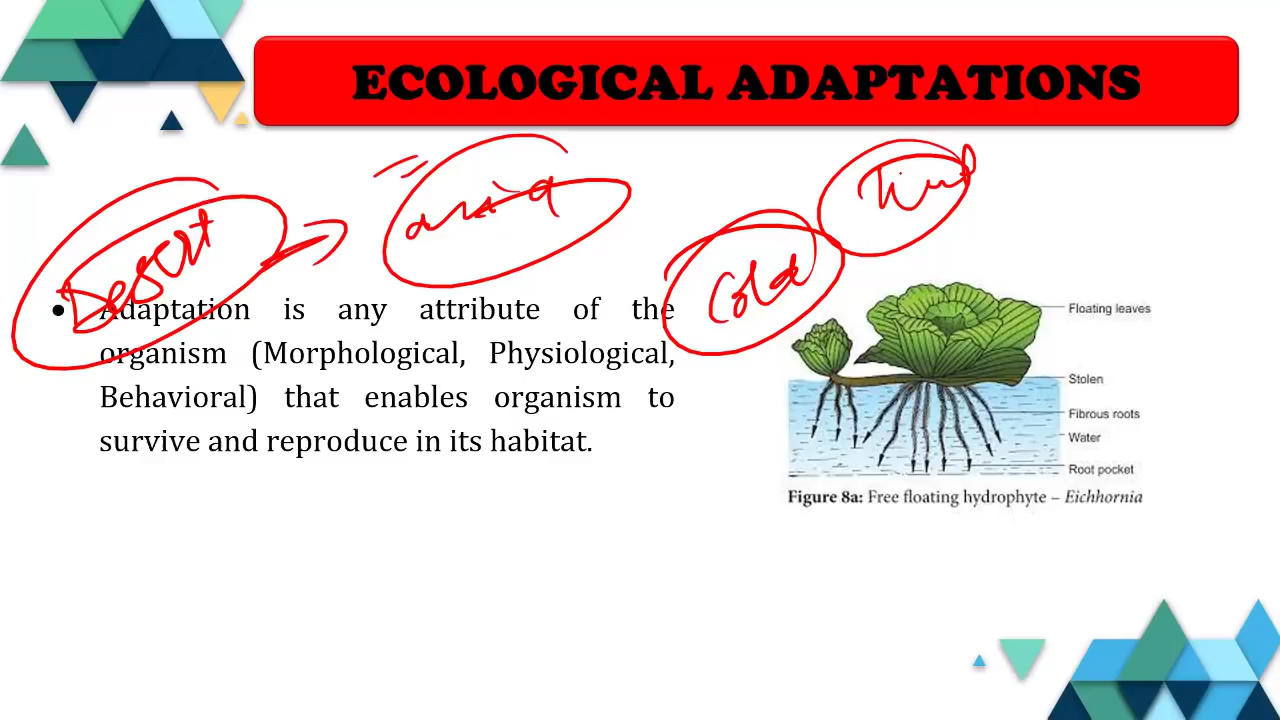 ECOLOGICAL ADAPTATIONS
Desert
Cold
• Adaptation is any attribute of the
organism (Morphological, Physiological,
Behavioral) that enables organism to
survive and reproduce in its habitat.
Floating leaves
Stolen
Fibrous roots
Water
Root pocket
Figure 8a: Free floating hydrophyte – Eichhornia